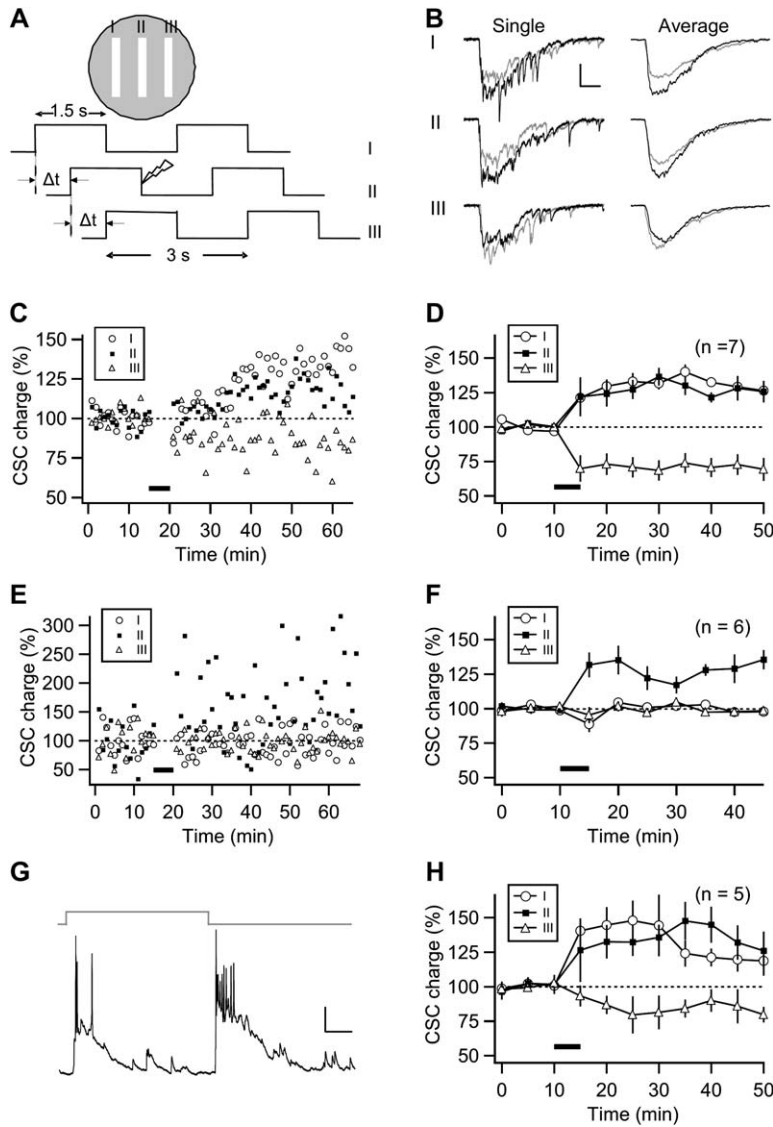 A
I II III
1.5 s
I
Δt
II
Δt
III
3 s
B
Single Average
I
II
III
C
CSC charge (%)
150
125
100
75
50
I
II
III
0 10 20 30 40 50 60
Time (min)
D
CSC charge (%)
150
125
100
75
50
I
II
III
(n =7)
0 10 20 30 40 50
Time (min)
E
CSC charge (%)
300
250
200
150
100
50
I
II
III
0 10 20 30 40 50 60
Time (min)
F
CSC charge (%)
150
125
100
75
50
I
II
III
(n = 6)
0 10 20 30 40
Time (min)
G
H
CSC charge (%)
150
125
100
75
50
I
II
III
(n = 5)
0 10 20 30 40 50
Time (min)